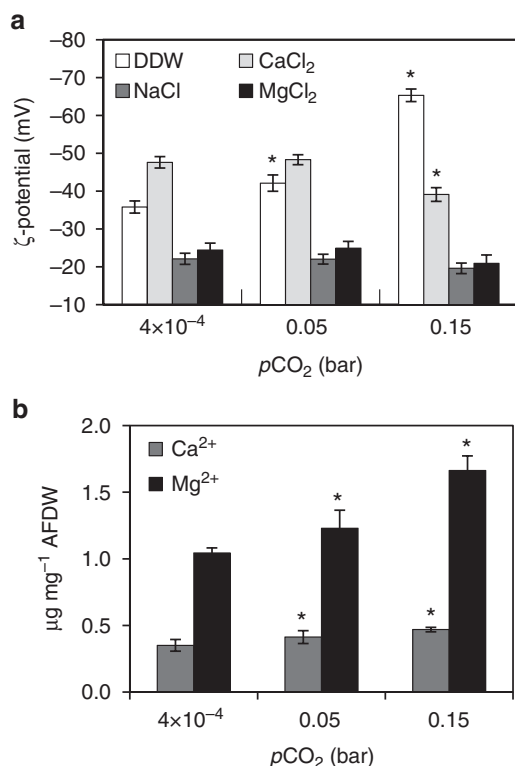 a
–80
–70
–60
–50
–40
–30
–20
–10
ζ-potential (mV)
DDW
CaCl₂
NaCl
MgCl₂
*
*
*
4×10⁻⁴
0.05
0.15
pCO₂ (bar)
b
2.0
1.5
1.0
0.5
0.0
µg mg⁻¹ AFDW
Ca²⁺
Mg²⁺
*
*
*
*
4×10⁻⁴
0.05
0.15
pCO₂ (bar)